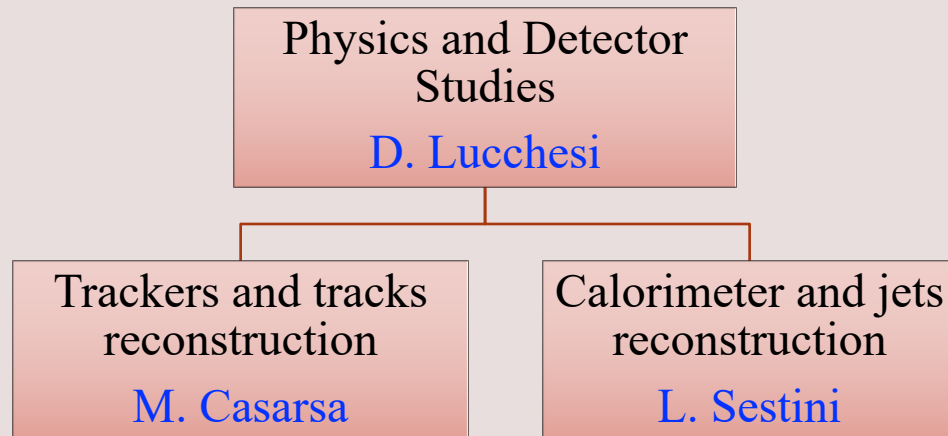 Physics and Detector
Studies
D. Lucchesi
Trackers and tracks
reconstruction
M. Casarsa
Calorimeter and jets
reconstruction
L. Sestini